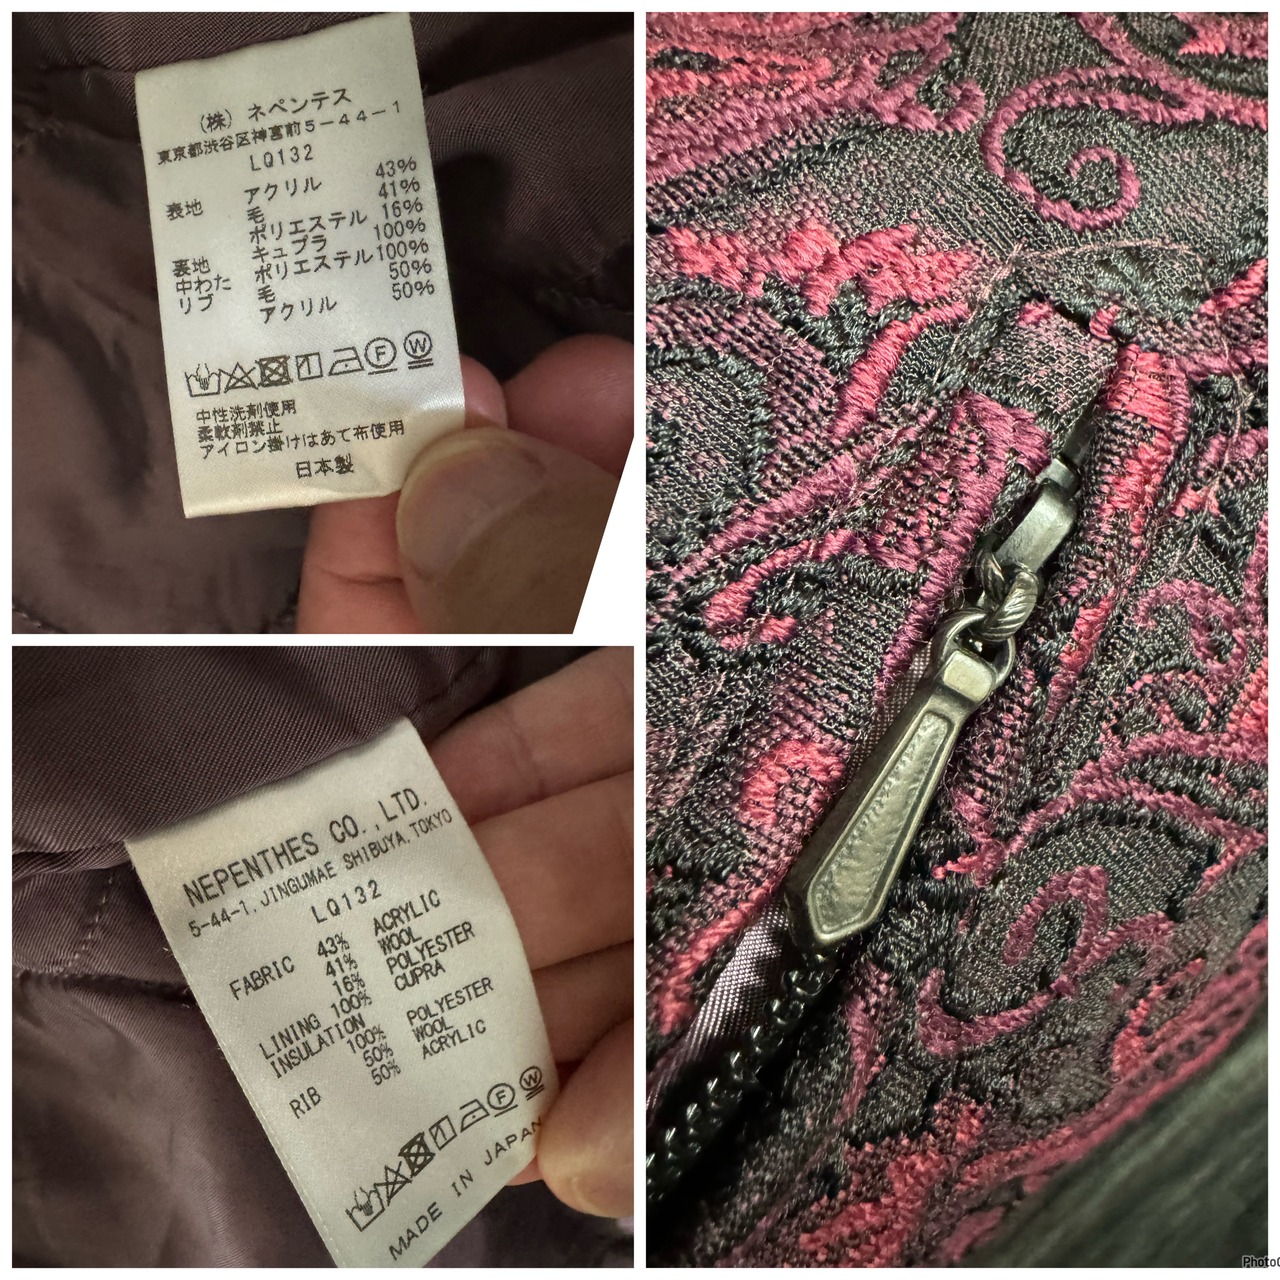 (株) ネペンテス
東京都渋谷区神宮前5-44-1
LQ132
表地 アクリル 43%
毛 41%
ポリエステル 16%
裏地 キュプラ 100%
中わた ポリエステル 100%
リブ 毛 50%
アクリル 50%
F W
中性洗剤使用
柔軟剤禁止
アイロン掛けはあて布使用
日本製
NEPENTHES CO.,LTD.
5-44-1, JINGUMAE SHIBUYA, TOKYO
LQ132
FABRIC 43% ACRYLIC
41% WOOL
16% POLYESTER
LINING 100% CUPRA
INSULATION
100% POLYESTER
RIB 50% WOOL
50% ACRYLIC
F W
MADE IN JAPAN